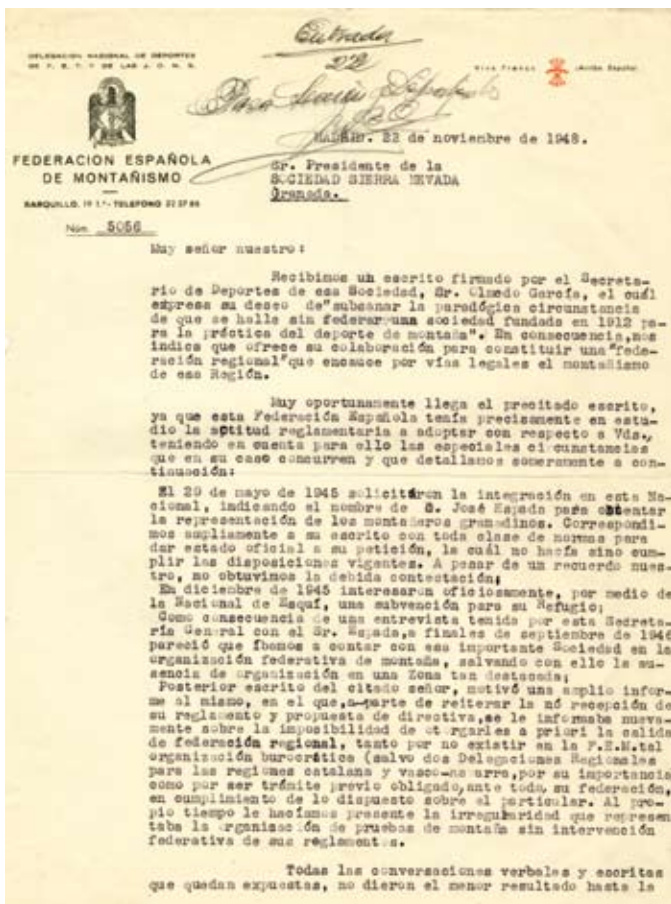 Entrada
DELEGACION NACIONAL DE DEPORTES
DE F. E. T. Y DE LAS J. O. N. S.
Viva Franco ¡Arriba España!
FEDERACION ESPAÑOLA
DE MONTAÑISMO
BARQUILLO, 19 1.º - TELEFONO 22 57 86
Núm. 5056
MADRID. 22 de noviembre de 1948.
Sr. Presidente de la
SOCIEDAD SIERRA NEVADA
Granada.
Muy señor nuestro:
Recibimos un escrito firmado por el Secreta-
rio de Deportes de esa Sociedad, Sr. Olmedo García, el cuál
expresa su deseo de "subsanar la paradógica circunstancia
de que se halle sin federar una sociedad fundada en 1912 pa-
ra la práctica del deporte de montaña". En consecuencia, nos
indica que ofrece su colaboración para constituir una "fede-
ración regional" que encauce por vías legales el montañismo
de esa Región.
Muy oportunamente llega el precitado escrito,
ya que esta Federación Española tenía precisamente en estu-
dio la actitud reglamentaria a adoptar con respecto a Vds.,
teniendo en cuenta para ello las especiales circunstancias
que en su caso concurren y que detallamos someramente a con-
tinuación:
El 29 de mayo de 1945 solicitáron la integración en esta Na-
cional, indicando el nombre de D. José Espada para obtentar
la representación de los montañeros granadinos. Correspondi-
mos ampliamente a su escrito con toda clase de normas para
dar estado oficial a su petición, la cuál no hacía sino cum-
plir las disposiciones vigentes. A pesar de un recuerdo nues-
tro, no obtuvimos la debida contestación;
En diciembre de 1945 interesaron oficiosamente, por medio de
la Nacional de Esquí, una subvención para su Refugio;
Como consecuencia de una entrevista tenida por esta Secreta-
ría General con el Sr. Espada, a finales de septiembre de 1946
pareció que íbamos a contar con esa importante Sociedad en la
organización federativa de montaña, salvando con ello la au-
sencia de organización en una Zona tan destacada;
Posterior escrito del citado señor, motivó una amplio infor-
me al mismo, en el que, a parte de reiterar la nó recepción de
su reglamento y propuesta de directiva, se le informaba nueva-
mente sobre la imposibilidad de otorgarles a priori la calidad
de federación regional, tanto por no existir en la F.E.M. tal
organización burocrática (salvo dos Delegaciones Regionales
para las regiones catalana y vasco-navarra, por su importancia
como por ser trámite previo obligado, ante todo, su federación,
en cumplimiento de lo dispuesto sobre el particular. Al pro-
pio tiempo le hacíamos presente la irregularidad que represen
taba la organización de pruebas de montaña sin intervención
federativa de sus reglamentos.
Todas las conversaciones verbales y escritas
que quedan expuestas, no dieron el menor resultado hasta la